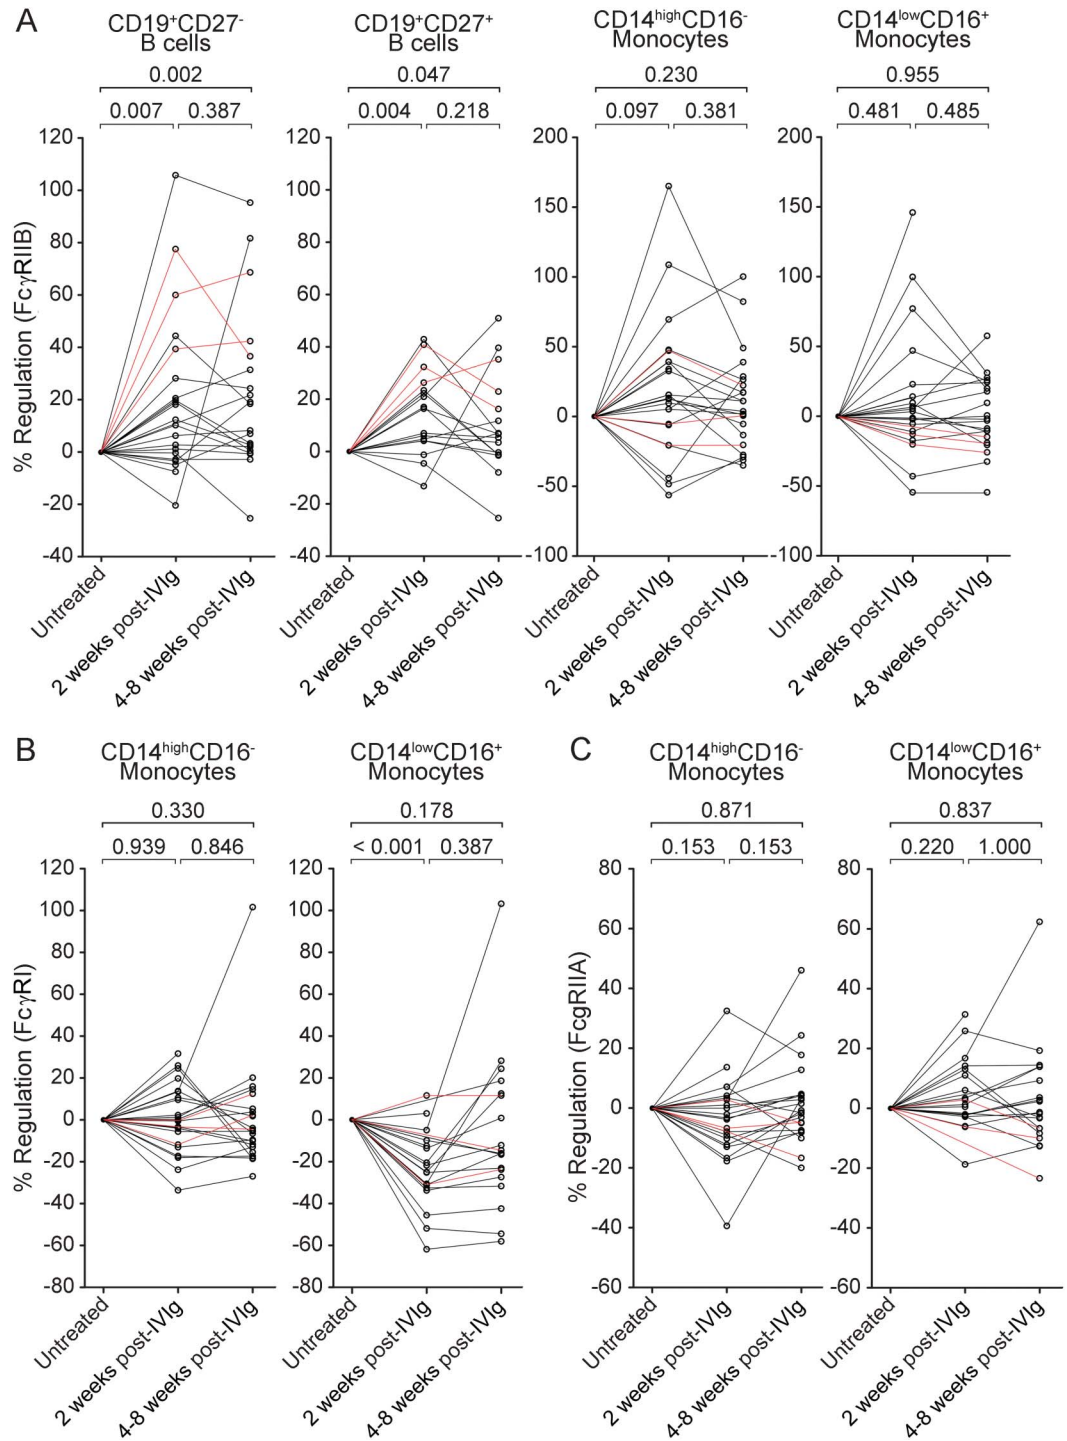 A
CD19⁺CD27⁻
B cells
0.002
0.007 0.387
CD19⁺CD27⁺
B cells
0.047
0.004 0.218
CD14ʰⁱᵍʰCD16⁻
Monocytes
0.230
0.097 0.381
CD14ˡᵒʷCD16⁺
Monocytes
0.955
0.481 0.485
% Regulation (FcγRIIB)
120
100
80
60
40
20
0
-20
-40
Untreated
2 weeks post-IVIg
4-8 weeks post-IVIg
120
100
80
60
40
20
0
-20
-40
Untreated
2 weeks post-IVIg
4-8 weeks post-IVIg
200
150
100
50
0
-50
-100
Untreated
2 weeks post-IVIg
4-8 weeks post-IVIg
200
150
100
50
0
-50
-100
Untreated
2 weeks post-IVIg
4-8 weeks post-IVIg
B
CD14ʰⁱᵍʰCD16⁻
Monocytes
0.330
0.939 0.846
CD14ˡᵒʷCD16⁺
Monocytes
0.178
< 0.001 0.387
% Regulation (FcγRI)
120
100
80
60
40
20
0
-20
-40
-60
-80
Untreated
2 weeks post-IVIg
4-8 weeks post-IVIg
120
100
80
60
40
20
0
-20
-40
-60
-80
Untreated
2 weeks post-IVIg
4-8 weeks post-IVIg
C
CD14ʰⁱᵍʰCD16⁻
Monocytes
0.871
0.153 0.153
CD14ˡᵒʷCD16⁺
Monocytes
0.837
0.220 1.000
% Regulation (FcgRIIA)
80
60
40
20
0
-20
-40
-60
Untreated
2 weeks post-IVIg
4-8 weeks post-IVIg
80
60
40
20
0
-20
-40
-60
Untreated
2 weeks post-IVIg
4-8 weeks post-IVIg